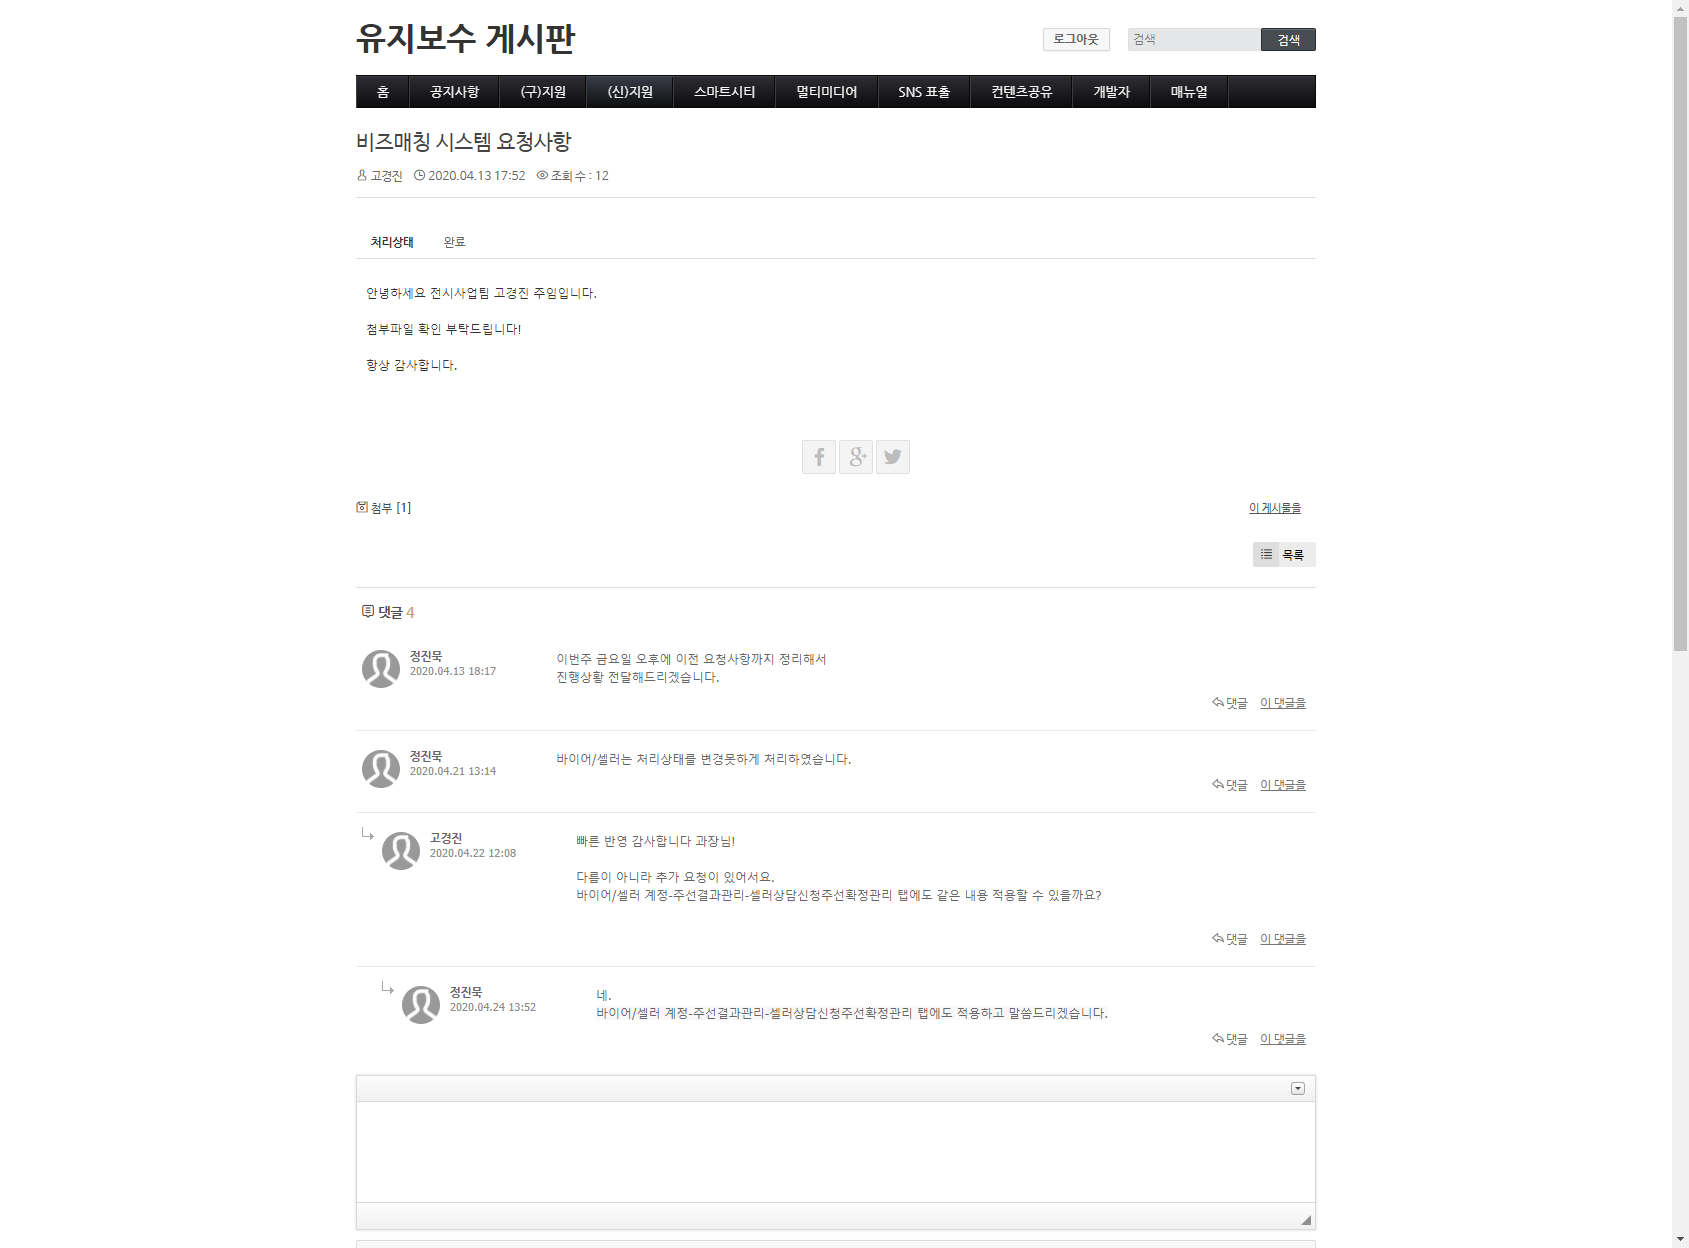 유지보수 게시판
로그아웃 검색 검색
홈 공지사항 (구)지원 (신)지원 스마트시티 멀티미디어 SNS 표출 컨텐츠공유 개발자 매뉴얼
비즈매칭 시스템 요청사항
고경진 2020.04.13 17:52 조회 수 : 12
처리상태 완료
안녕하세요 전시사업팀 고경진 주임입니다.
첨부파일 확인 부탁드립니다!
항상 감사합니다.
첨부 [1] 이 게시물을
목록
댓글 4
정진묵
2020.04.13 18:17
이번주 금요일 오후에 이전 요청사항까지 정리해서
진행상황 전달해드리겠습니다.
댓글 이 댓글을
정진묵
2020.04.21 13:14
바이어/셀러는 처리상태를 변경못하게 처리하였습니다.
댓글 이 댓글을
고경진
2020.04.22 12:08
빠른 반영 감사합니다 과장님!
다름이 아니라 추가 요청이 있어서요.
바이어/셀러 계정-주선결과관리-셀러상담신청주선확정관리 탭에도 같은 내용 적용할 수 있을까요?
댓글 이 댓글을
정진묵
2020.04.24 13:52
네.
바이어/셀러 계정-주선결과관리-셀러상담신청주선확정관리 탭에도 적용하고 말씀드리겠습니다.
댓글 이 댓글을